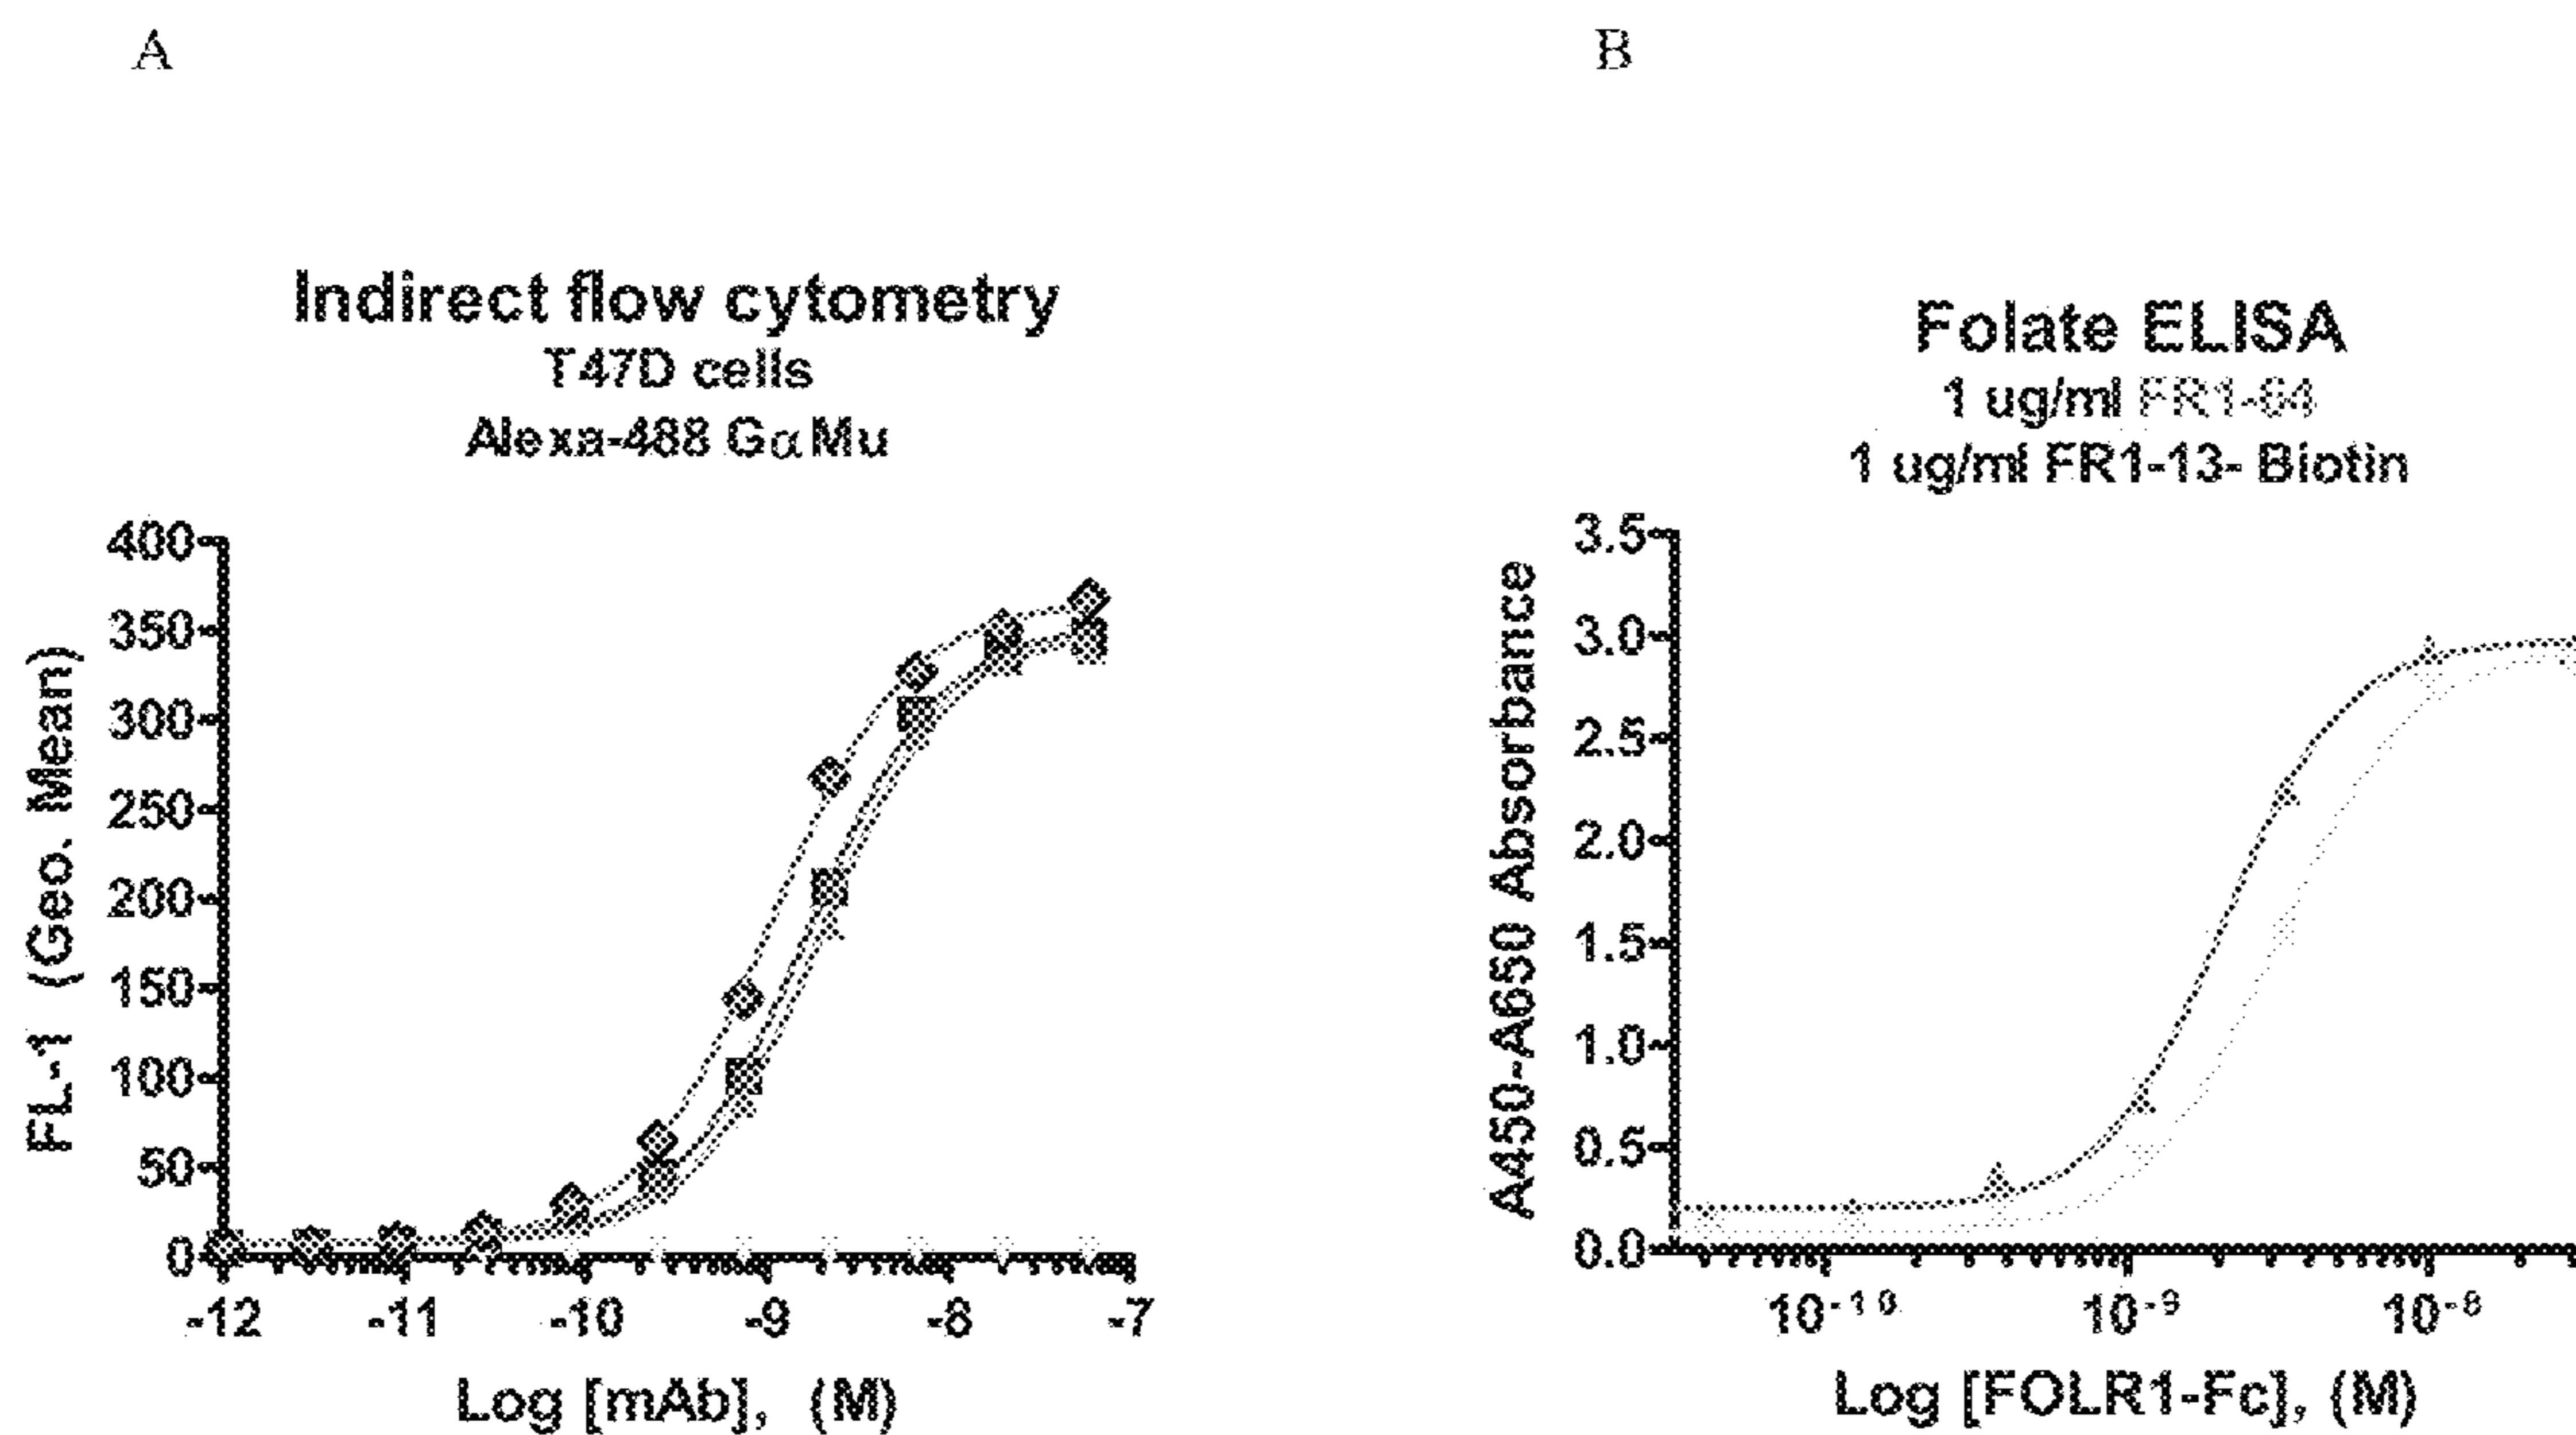 A
B
Indirect flow cytometry
T47D cells
Alexa-488 GαMu
400
350
300
250
200
150
100
50
0
FL-1 (Geo. Mean)
-12
-11
-10
-9
-8
-7
Log [mAb], (M)
Folate ELISA
1 ug/ml FR1-64
1 ug/ml FR1-13- Biotin
3.5
3.0
2.5
2.0
1.5
1.0
0.5
0.0
A450-A650 Absorbance
10-10
10-9
10-8
Log [FOLR1-Fc], (M)